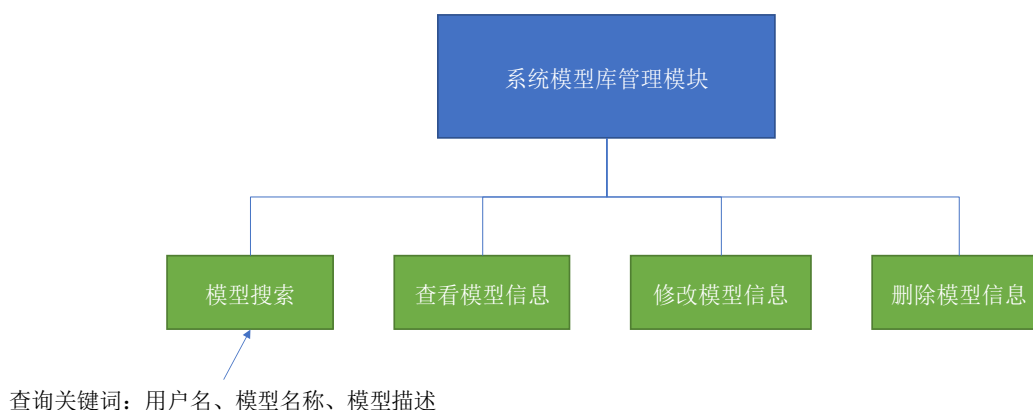 系统模型库管理模块
模型搜索
查看模型信息
修改模型信息
删除模型信息
查询关键词：用户名、模型名称、模型描述